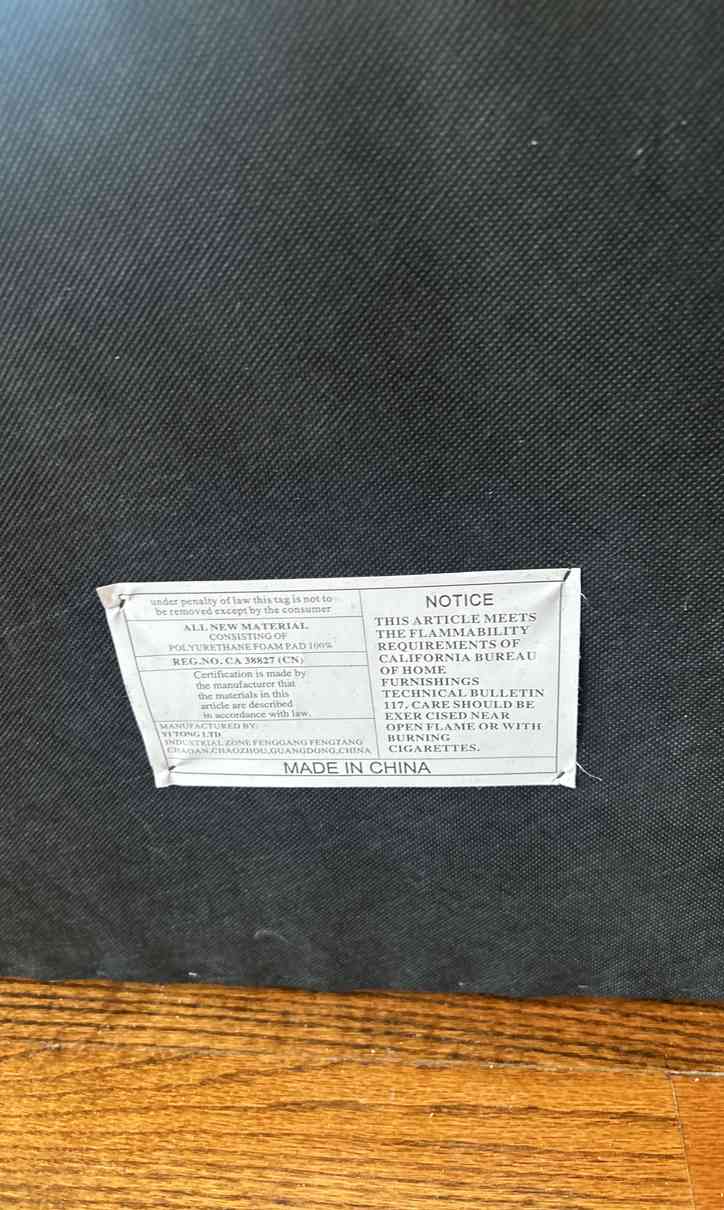 under penalty of law this tag is not to
be removed except by the consumer
ALL NEW MATERIAL
CONSISTING OF
POLYURETHANE FOAM PAD 100%
REG.NO. CA 38827 (CN)
Certification is made by
the manufacturer that
the materials in this
article are described
in accordance with law.
MANUFACTURED BY:
YI TONG LTD
INDUSTRIAL ZONE FENGGANG FENGTANG
CHAOAN.CHAOZHOU.GUANGDONG,CHINA
NOTICE
THIS ARTICLE MEETS
THE FLAMMABILITY
REQUIREMENTS OF
CALIFORNIA BUREAU
OF HOME
FURNISHINGS
TECHNICAL BULLETIN
117, CARE SHOULD BE
EXER CISED NEAR
OPEN FLAME OR WITH
BURNING
CIGARETTES.
MADE IN CHINA